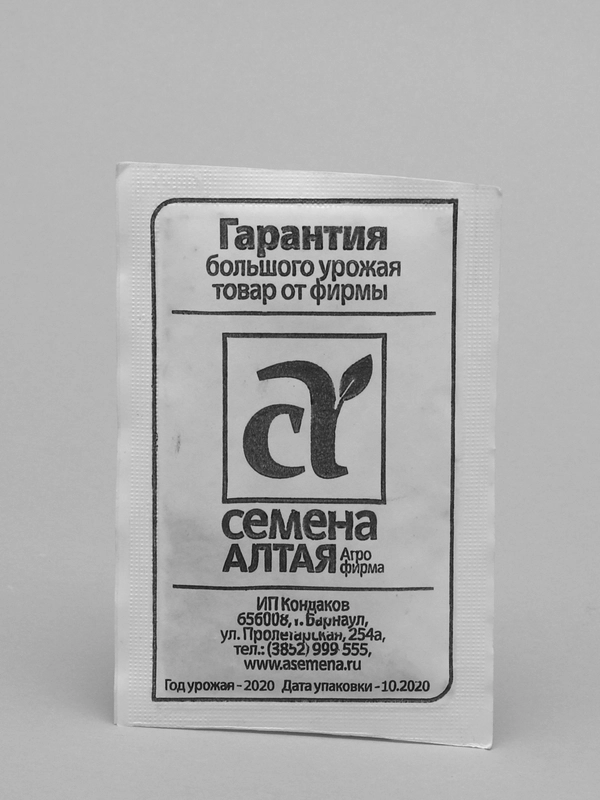 Гарантия
большого урожая
товар от фирмы
семена
АЛТАЯ Агро
фирма
ИП Кондаков
656008, г. Барнаул,
ул. Пролетарская, 254а,
тел.: (3852) 999 555,
www.asemena.ru
Год урожая - 2020 Дата упаковки - 10.2020